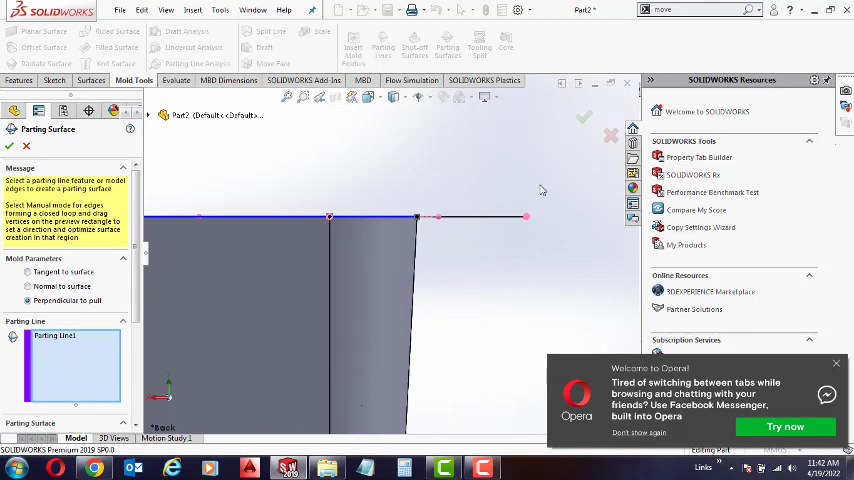 SOLIDWORKS
File Edit View Insert Tools Window Help
Part2 *
move
Planar Surface Ruled Surface Draft Analysis Split Line Scale
Offset Surface Filled Surface Undercut Analysis Draft
Radiate Surface Knit Surface Parting Line Analysis Move Face
Insert Mold Folders Parting Lines Shut-off Surfaces Parting Surfaces Tooling Split Core
Features Sketch Surfaces Mold Tools Evaluate MBD Dimensions SOLIDWORKS Add-Ins MBD Flow Simulation SOLIDWORKS Plastics
Part2 (Default<<Default>...
Parting Surface
Message
Select a parting line feature or model
edges to create a parting surface
Select Manual mode for edges
forming a closed loop and drag
vertices on the preview rectangle to
set a direction and optimize surface
creation in that region
Mold Parameters
Tangent to surface
Normal to surface
Perpendicular to pull
Parting Line
Parting Line1
Parting Surface
*Back
SOLIDWORKS Resources
Welcome to SOLIDWORKS
SOLIDWORKS Tools
Property Tab Builder
SOLIDWORKS Rx
Performance Benchmark Test
Compare My Score
Copy Settings Wizard
My Products
Online Resources
3DEXPERIENCE Marketplace
Partner Solutions
Subscription Services
Welcome to Opera!
Tired of switching between tabs while
browsing and chatting with your
friends? Use Facebook Messenger,
built into Opera
Opera
Don't show again
Try now
Model 3D Views Motion Study 1
SOLIDWORKS Premium 2019 SP0.0
Editing Part
MMGS
SW
2019
Links
11:42 AM
4/19/2022